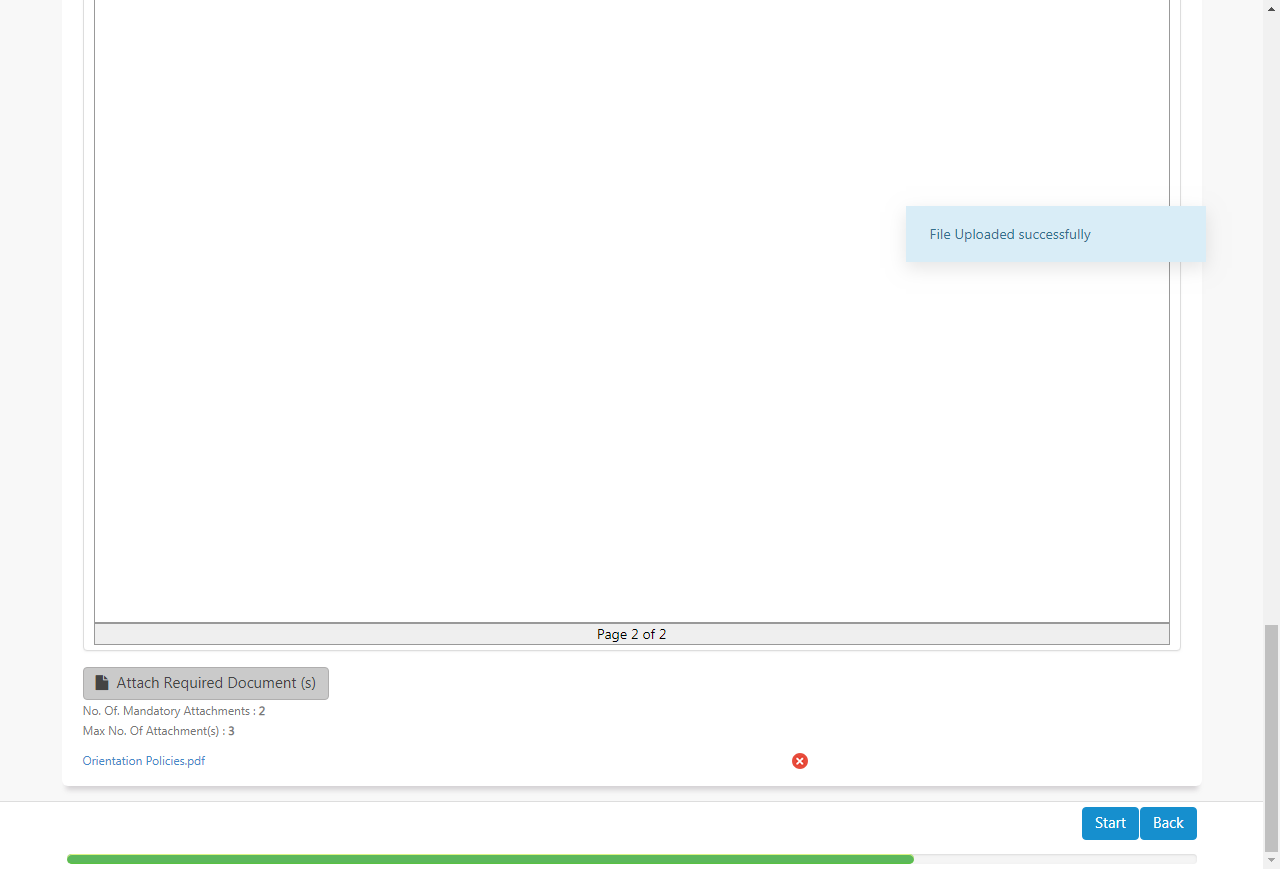 File Uploaded successfully
Page 2 of 2
Attach Required Document (s)
No. Of. Mandatory Attachments : 2
Max No. Of Attachment(s) : 3
Orientation Policies.pdf
Start Back